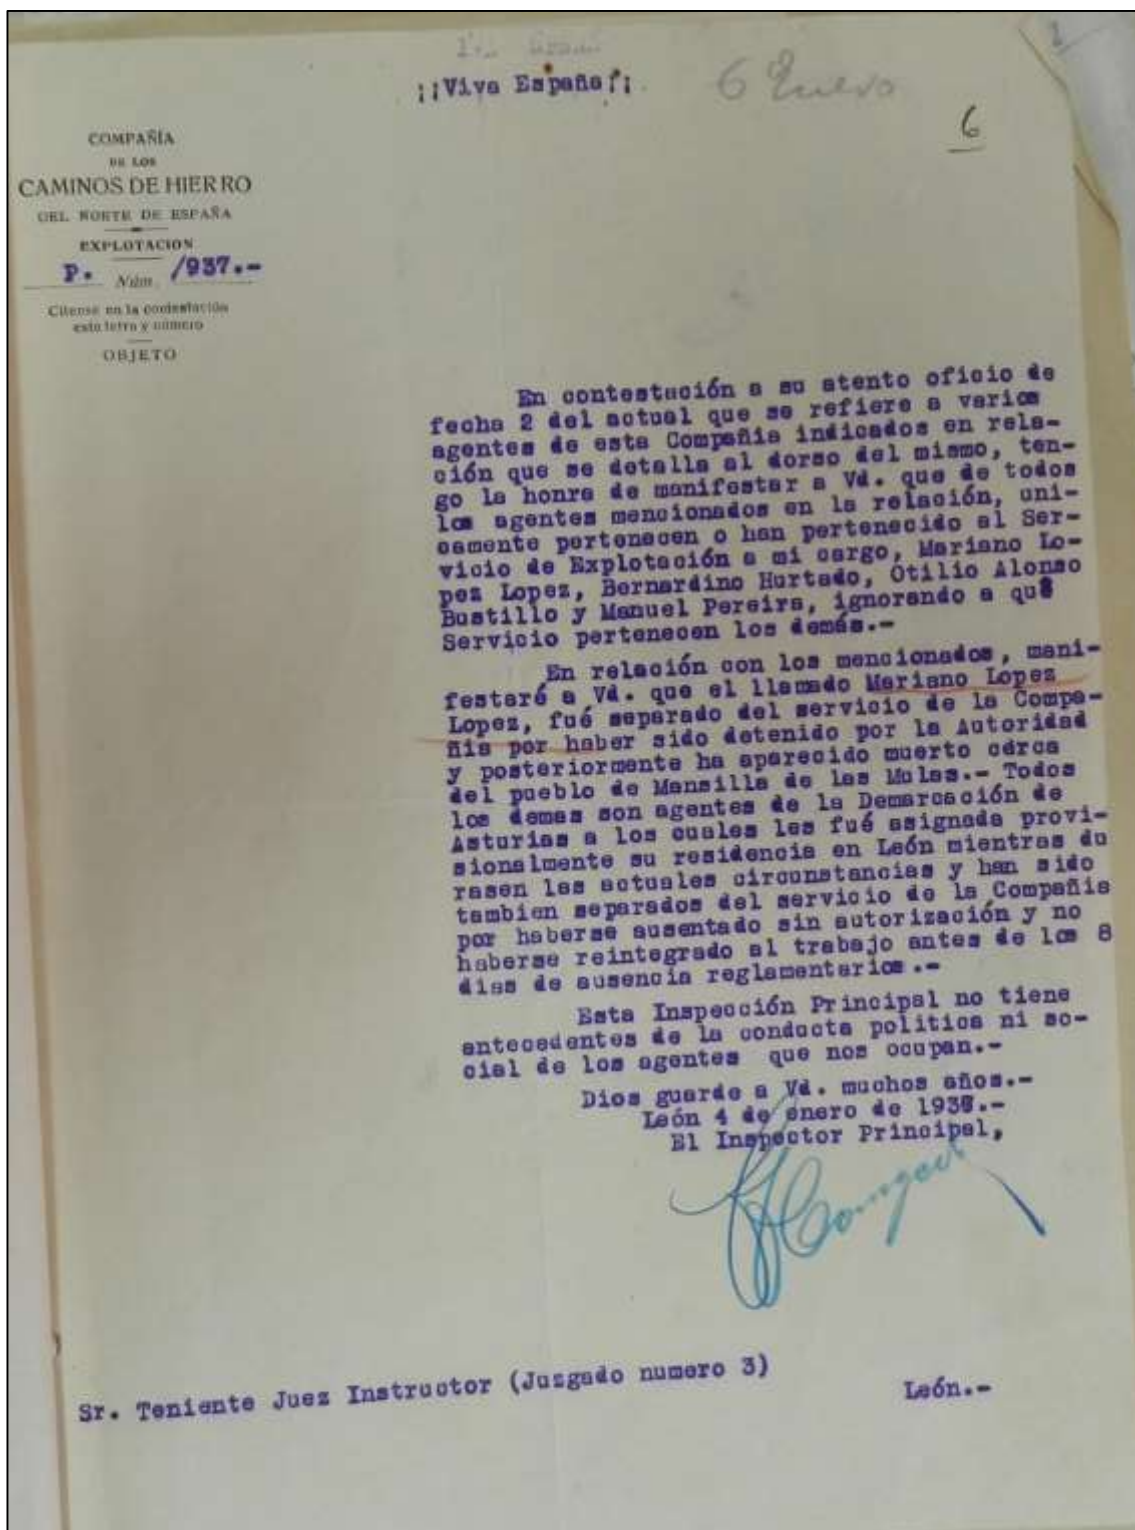 ¡¡Viva España!¡
6 Enero
6
COMPAÑÍA
DE LOS
CAMINOS DE HIERRO
DEL NORTE DE ESPAÑA
EXPLOTACION
P. Núm. /937.-
Cítense en la contestación
esta letra y número
OBJETO
En contestación a su atento oficio de
fecha 2 del actual que se refiere a varios
agentes de esta Compañia indicados en rela-
ción que se detalla al dorso del mismo, ten-
go la honra de manifestar a Vd. que de todos
los agentes mencionados en la relación, uni-
camente pertenecen o han pertenecido al Ser-
vicio de Explotación a mi cargo, Mariano Lo-
pez Lopez, Bernardino Hurtado, Otilio Alonso
Bustillo y Manuel Pereira, ignorando a qué
Servicio pertenecen los demás.-
En relación con los mencionados, mani-
festaré a Vd. que el llamado Mariano Lopez
Lopez, fué separado del servicio de la Compa-
ñia por haber sido detenido por la Autoridad
y posteriormente ha aparecido muerto cérca
del pueblo de Mansilla de las Mulas.- Todos
los demas son agentes de la Demarcación de
Asturias a los cuales les fué asignada provi-
sionalmente su residencia en León mientras du
rasen las actuales circunstancias y han sido
tambien separados del servicio de la Compañia
por haberse ausentado sin autorización y no
haberse reintegrado al trabajo antes de los 8
dias de ausencia reglamentarios.-
Esta Inspección Principal no tiene
antecedentes de la conducta politica ni so-
cial de los agentes que nos ocupan.-
Dios guarde a Vd. muchos años.-
León 4 de enero de 1937.-
El Inspector Principal,
Sr. Teniente Juez Instructor (Juzgado numero 3)
León.-